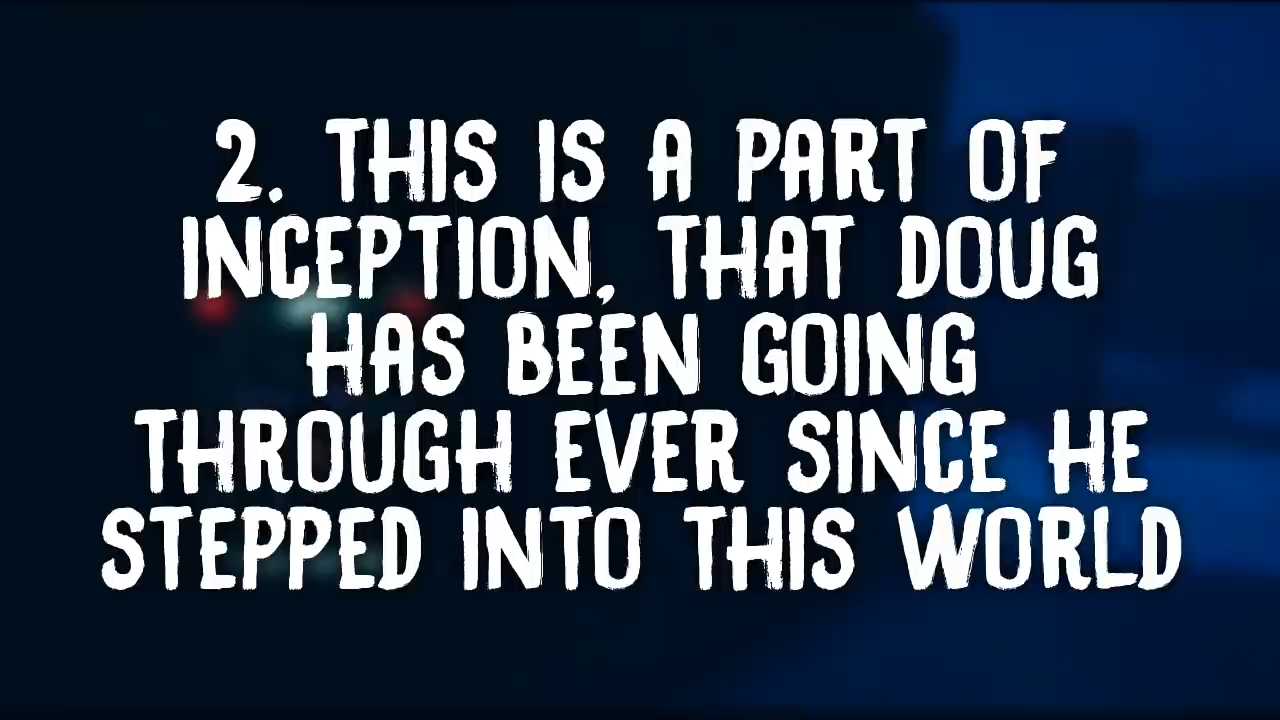 2. THIS IS A PART OF
INCEPTION, THAT DOUG
HAS BEEN GOING
THROUGH EVER SINCE HE
STEPPED INTO THIS WORLD